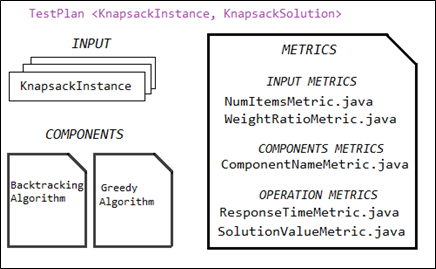 TestPlan <KnapsackInstance, KnapsackSolution>
INPUT
KnapsackInstance
COMPONENTS
Backtracking
Algorithm
Greedy
Algorithm
METRICS
INPUT METRICS
NumItemsMetric.java
WeightRatioMetric.java
COMPONENTS METRICS
ComponentNameMetric.java
OPERATION METRICS
ResponseTimeMetric.java
SolutionValueMetric.java